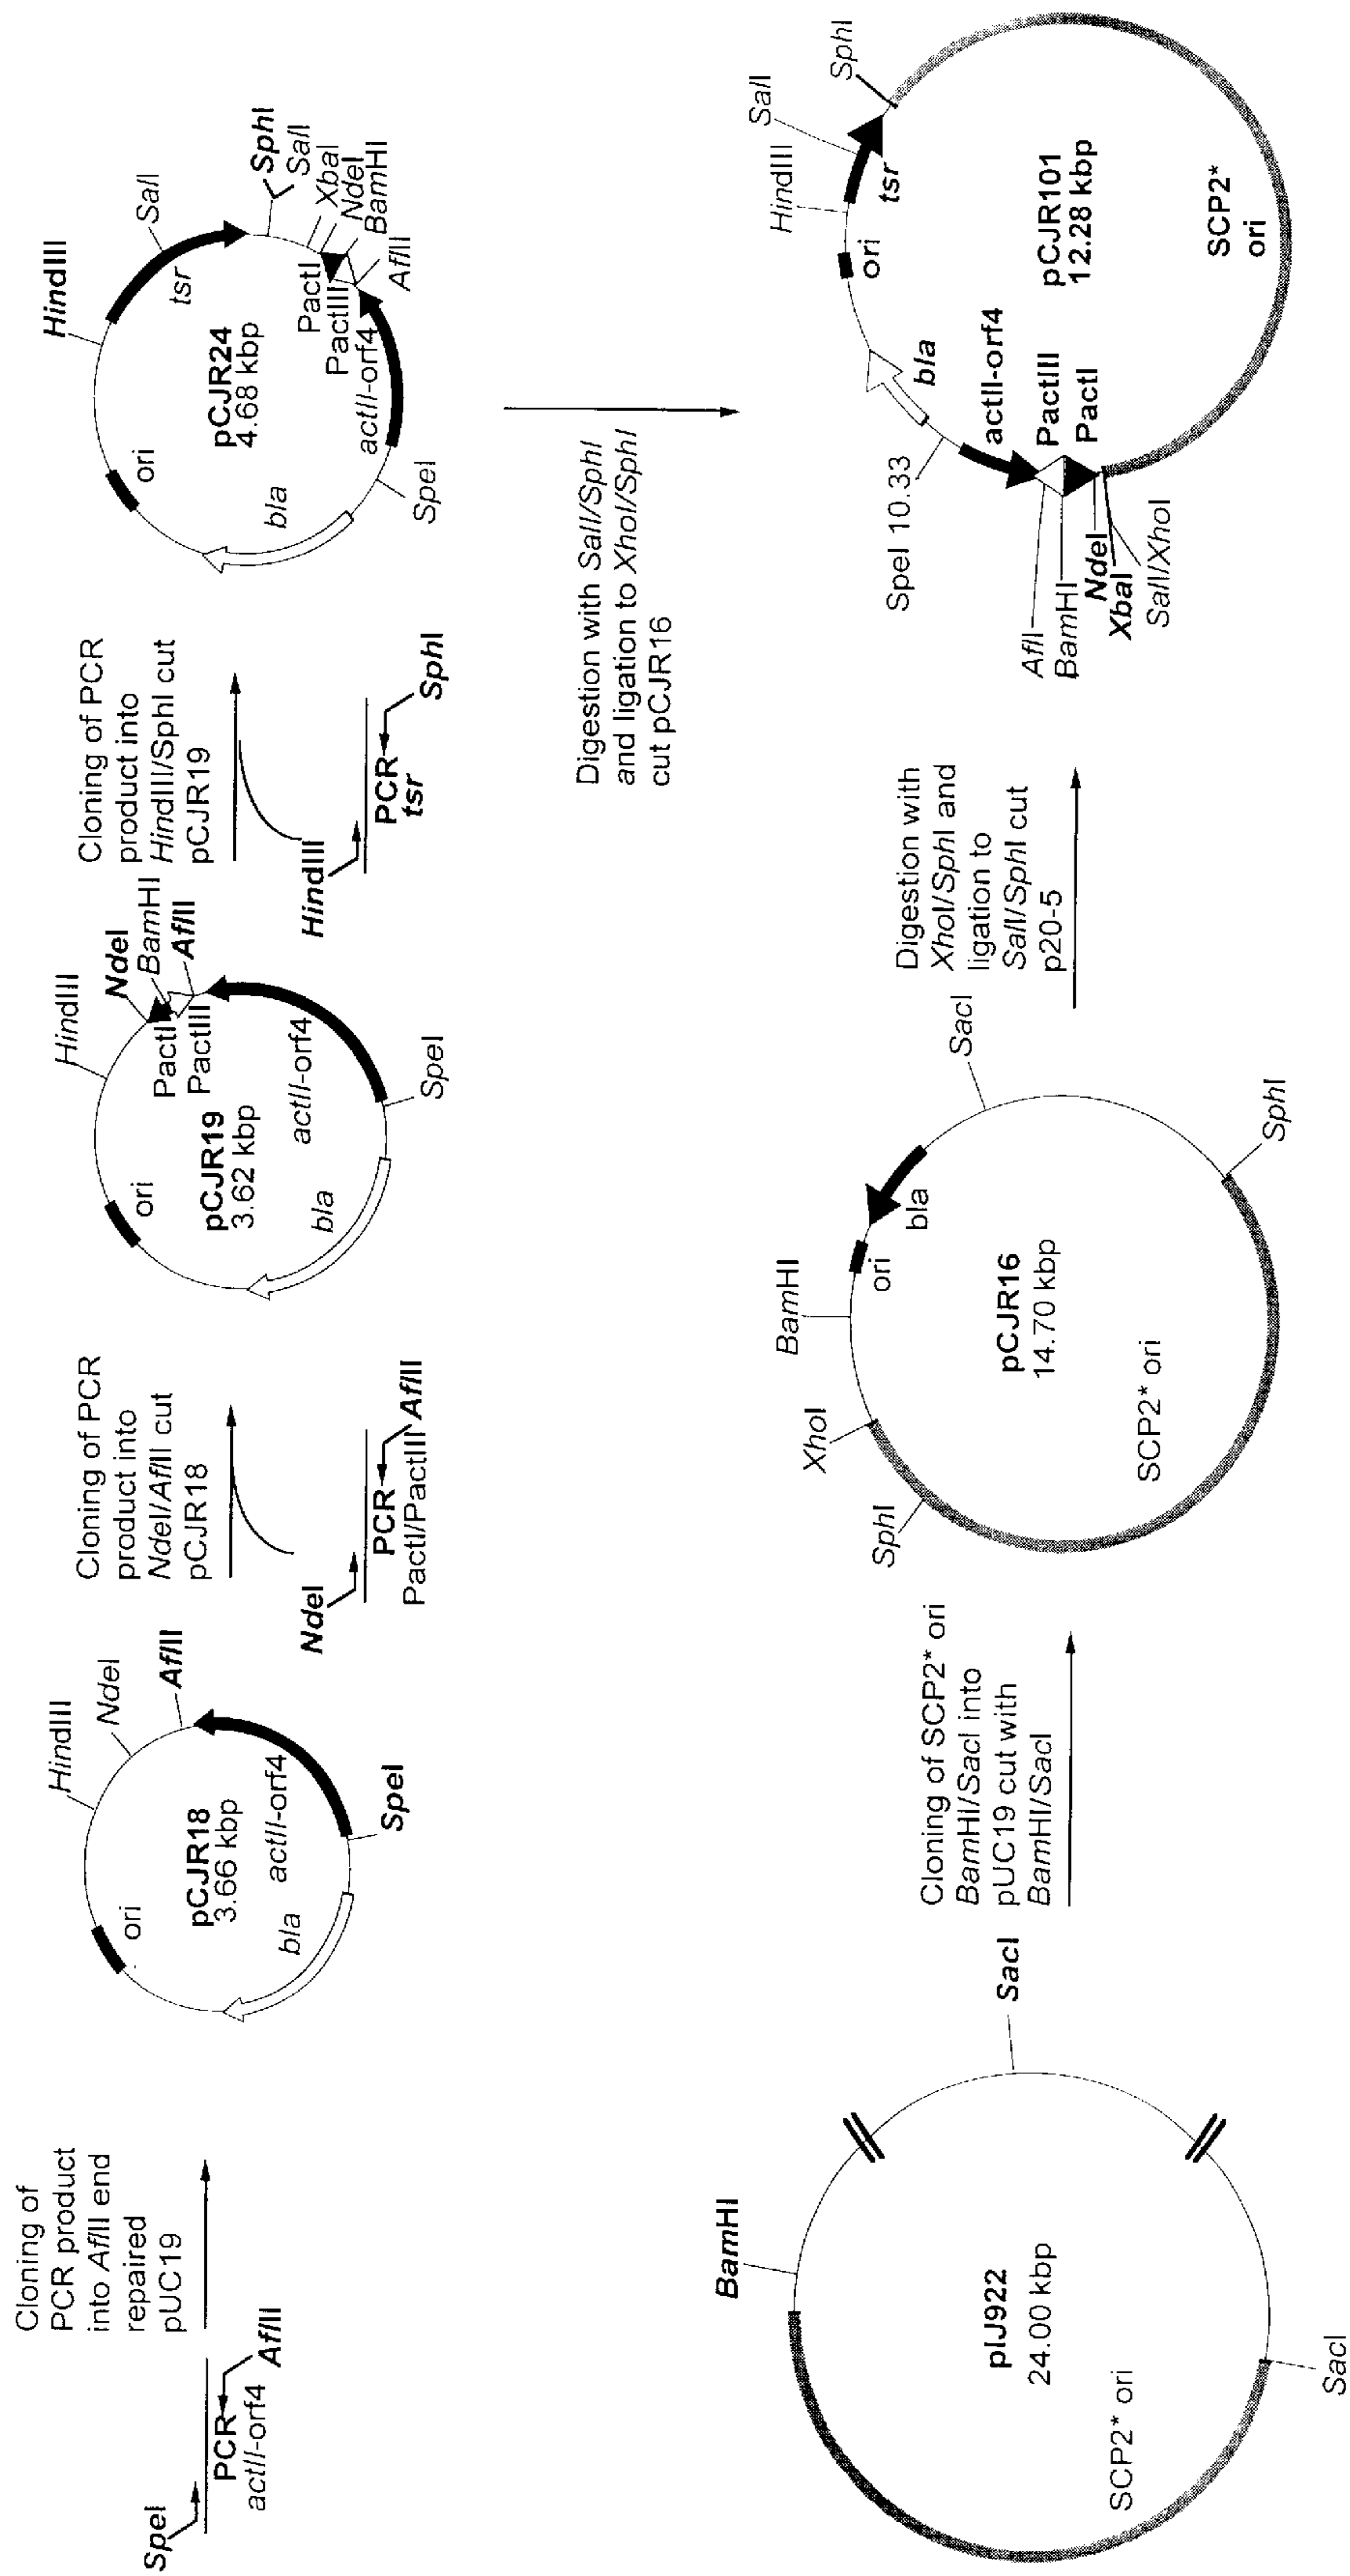 Cloning of
PCR product
into AflII end
repaired
pUC19
SpeI
PCR
AflII
actII-orf4
HindIII
NdeI
AflII
ori
pCJR18
3.66 kbp
actII-orf4
bla
SpeI
Cloning of PCR
product into
NdeI/AflII cut
pCJR18
NdeI
PCR
AflII
PactI/PactIII
HindIII
NdeI
BamHI
AflII
PactI
PactIII
ori
pCJR19
3.62 kbp
actII-orf4
bla
SpeI
Cloning of PCR
product into
HindIII/SphI cut
pCJR19
HindIII
PCR
tsr
SphI
HindIII
SalI
tsr
SphI
SalI
XbaI
NdeI
BamHI
AflII
PactI
PactIII
actII-orf4
ori
pCJR24
4.68 kbp
bla
SpeI
Digestion with SalI/SphI
and ligation to XhoI/SphI
cut pCJR16
BamHI
SacI
pIJ922
24.00 kbp
SCP2* ori
SacI
Cloning of SCP2* ori
BamHI/SacI into
pUC19 cut with
BamHI/SacI
XhoI
BamHI
SphI
ori
bla
SacI
pCJR16
14.70 kbp
SCP2* ori
SphI
Digestion with
XhoI/SphI and
ligation to
SalI/SphI cut
p20-5
SpeI 10.33
bla
ori
HindIII
SalI
tsr
SphI
actII-orf4
PactIII
PactI
AflII
BamHI
NdeI
XbaI
SalI/XhoI
pCJR101
12.28 kbp
SCP2*
ori